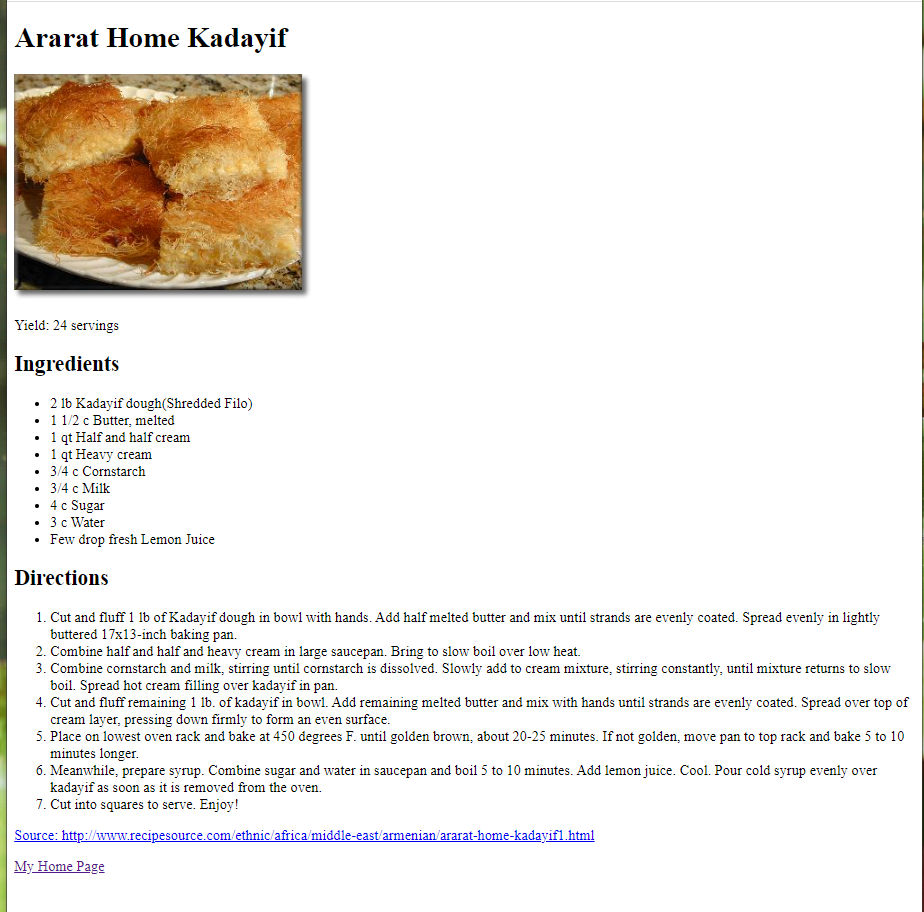 Ararat Home Kadayif
Yield: 24 servings
Ingredients
• 2 lb Kadayif dough(Shredded Filo)
• 1 1/2 c Butter, melted
• 1 qt Half and half cream
• 1 qt Heavy cream
• 3/4 c Cornstarch
• 3/4 c Milk
• 4 c Sugar
• 3 c Water
• Few drop fresh Lemon Juice
Directions
1. Cut and fluff 1 lb of Kadayif dough in bowl with hands. Add half melted butter and mix until strands are evenly coated. Spread evenly in lightly
buttered 17x13-inch baking pan.
2. Combine half and half and heavy cream in large saucepan. Bring to slow boil over low heat.
3. Combine cornstarch and milk, stirring until cornstarch is dissolved. Slowly add to cream mixture, stirring constantly, until mixture returns to slow
boil. Spread hot cream filling over kadayif in pan.
4. Cut and fluff remaining 1 lb. of kadayif in bowl. Add remaining melted butter and mix with hands until strands are evenly coated. Spread over top of
cream layer, pressing down firmly to form an even surface.
5. Place on lowest oven rack and bake at 450 degrees F. until golden brown, about 20-25 minutes. If not golden, move pan to top rack and bake 5 to 10
minutes longer.
6. Meanwhile, prepare syrup. Combine sugar and water in saucepan and boil 5 to 10 minutes. Add lemon juice. Cool. Pour cold syrup evenly over
kadayif as soon as it is removed from the oven.
7. Cut into squares to serve. Enjoy!
Source: http://www.recipesource.com/ethnic/africa/middle-east/armenian/ararat-home-kadayif1.html
My Home Page